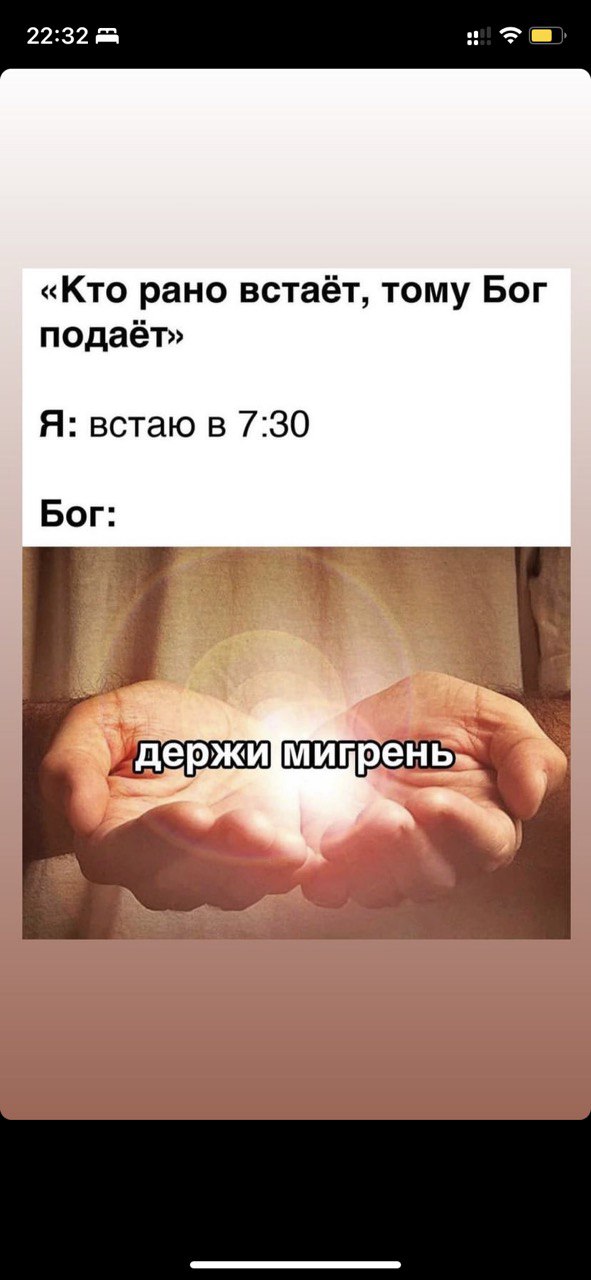 22:32
«Кто рано встаёт, тому Бог
подаёт»
Я: встаю в 7:30
Бог:
держи мигрень